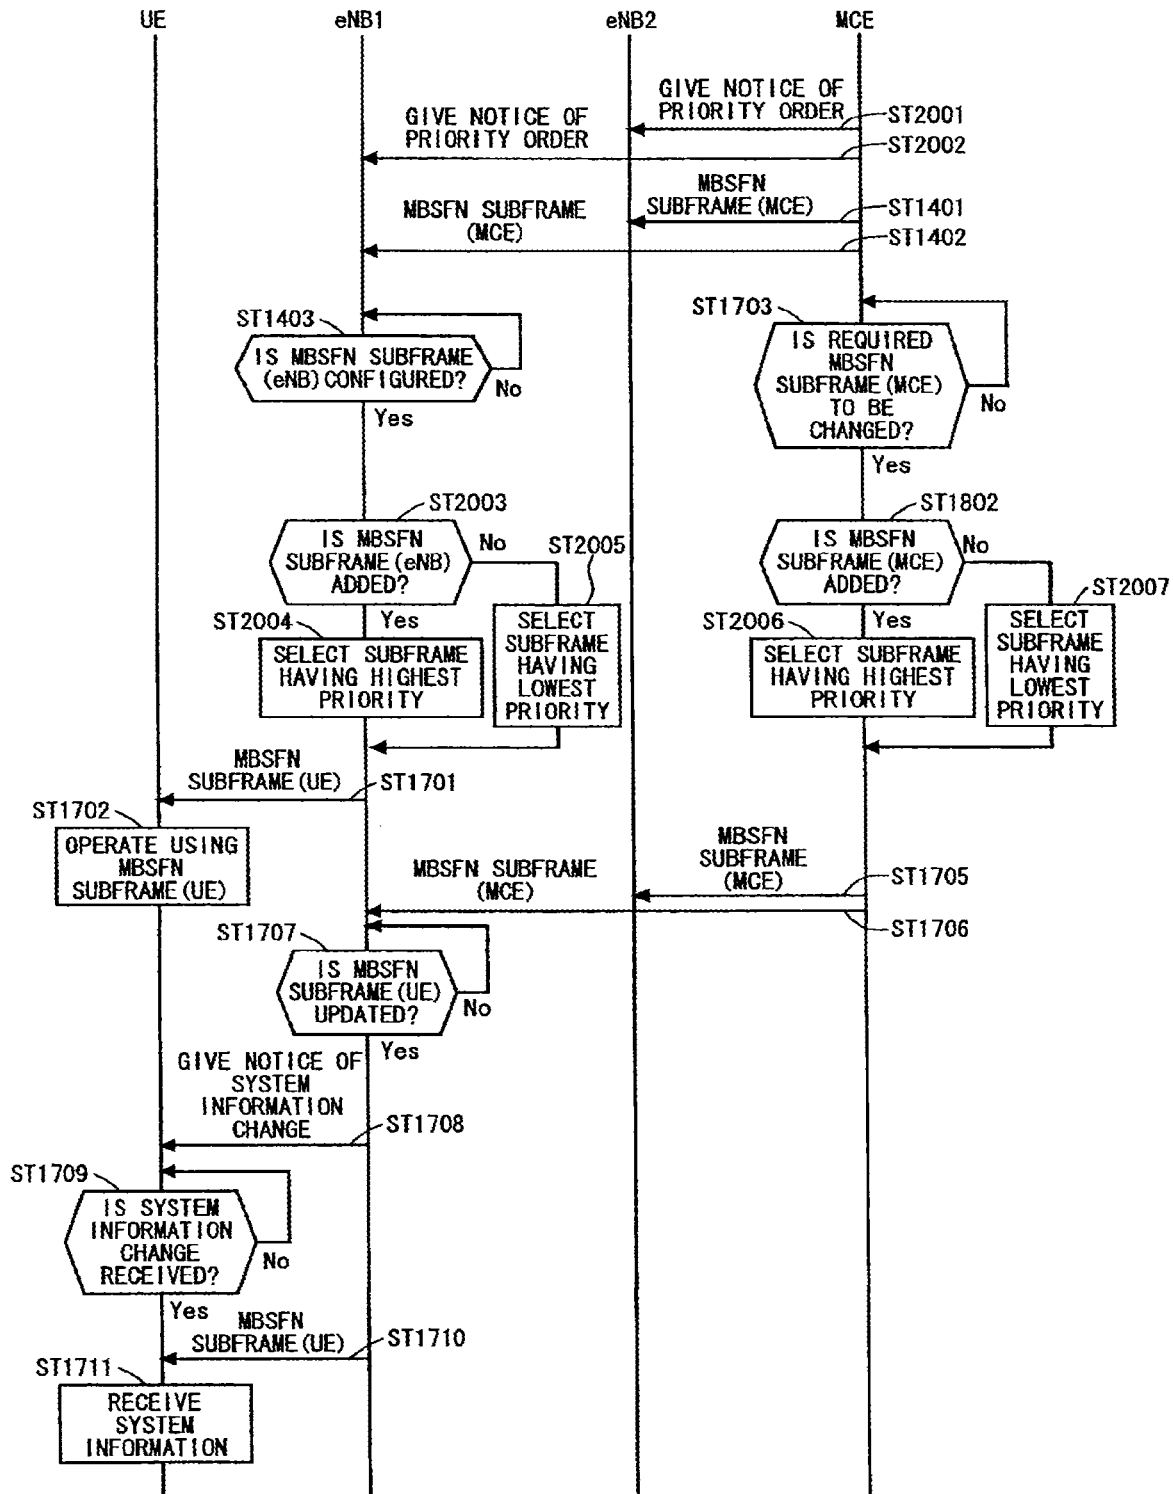 UE
eNB1
eNB2
MCE
GIVE NOTICE OF
PRIORITY ORDER
ST2001
GIVE NOTICE OF
PRIORITY ORDER
ST2002
MBSFN
SUBFRAME(MCE)
ST1401
MBSFN SUBFRAME
(MCE)
ST1402
ST1403
IS MBSFN SUBFRAME
(eNB)CONFIGURED?
No
Yes
ST1703
IS REQUIRED
MBSFN
SUBFRAME(MCE)
TO BE
CHANGED?
No
Yes
ST2003
IS MBSFN
SUBFRAME(eNB)
ADDED?
No
Yes
ST2005
SELECT
SUBFRAME
HAVING
LOWEST
PRIORITY
ST2004
SELECT SUBFRAME
HAVING HIGHEST
PRIORITY
ST1802
IS MBSFN
SUBFRAME(MCE)
ADDED?
No
Yes
ST2007
SELECT
SUBFRAME
HAVING
LOWEST
PRIORITY
ST2006
SELECT SUBFRAME
HAVING HIGHEST
PRIORITY
MBSFN
SUBFRAME(UE)
ST1701
ST1702
OPERATE USING
MBSFN
SUBFRAME(UE)
MBSFN
SUBFRAME
(MCE)
ST1705
MBSFN SUBFRAME
(MCE)
ST1706
ST1707
IS MBSFN
SUBFRAME(UE)
UPDATED?
No
Yes
GIVE NOTICE OF
SYSTEM
INFORMATION
CHANGE
ST1708
ST1709
IS SYSTEM
INFORMATION
CHANGE
RECEIVED?
No
Yes
MBSFN
SUBFRAME(UE)
ST1710
ST1711
RECEIVE
SYSTEM
INFORMATION